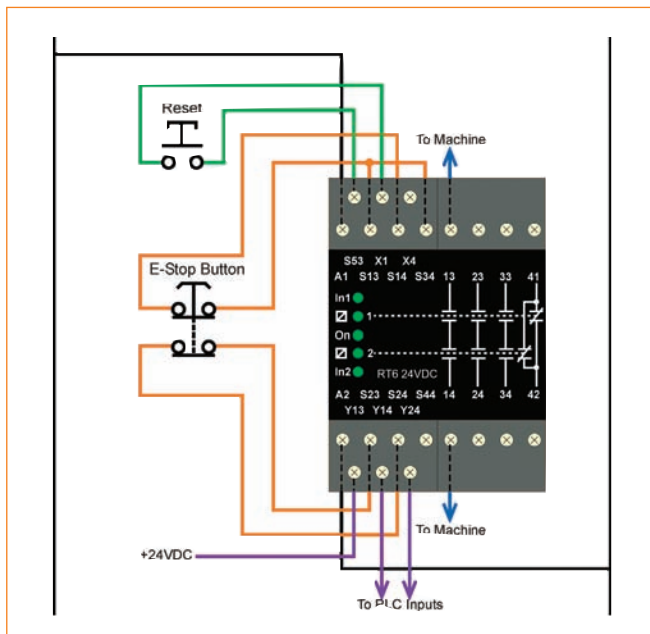 Reset
To Machine
E-Stop Button
S53 X1 X4
A1 S13 S14 S34 13 23 33 41
In1
1
On
2
In2
RT6 24VDC
A2 S23 S24 S44 14 24 34 42
Y13 Y14 Y24
To Machine
+24VDC
To PLC Inputs